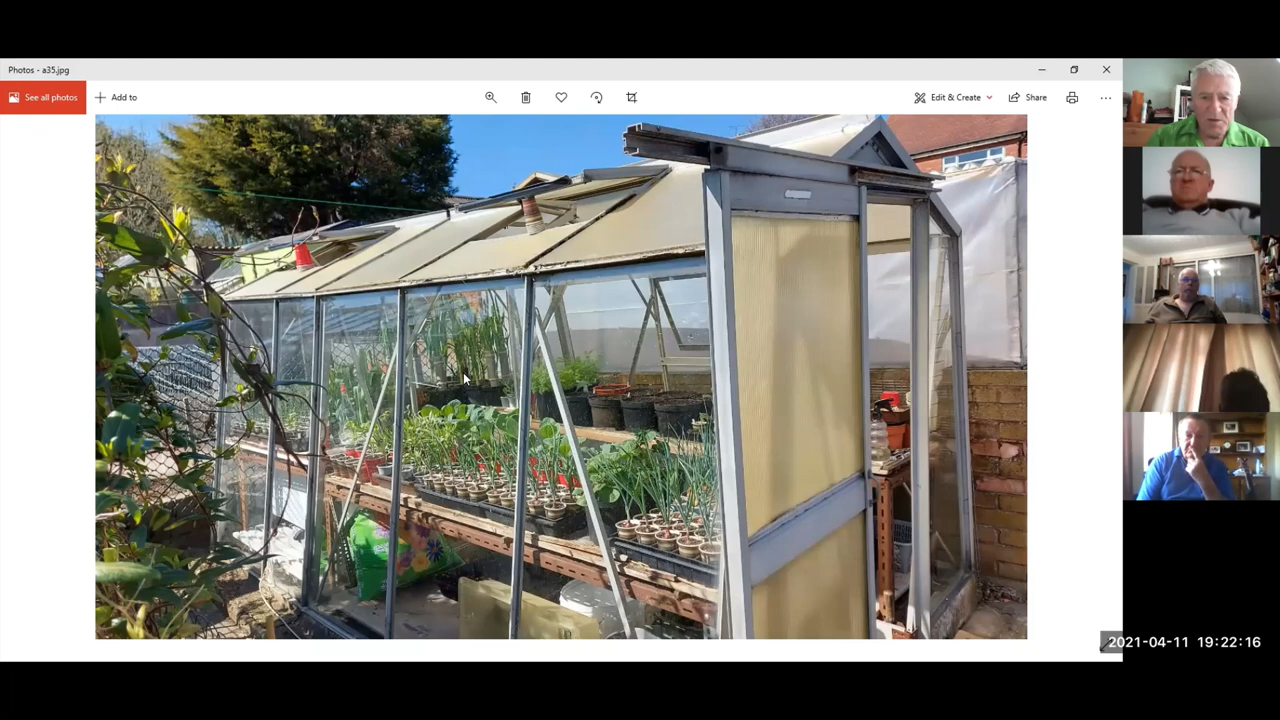 Photos - a35.jpg
See all photos
Add to
Edit & Create
Share
2021-04-11 19:22:16